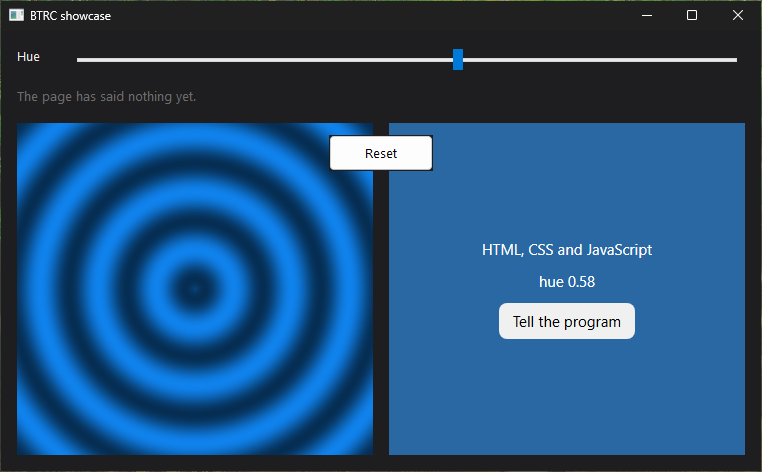 BTRC showcase
Hue
The page has said nothing yet.
Reset
HTML, CSS and JavaScript
hue 0.58
Tell the program